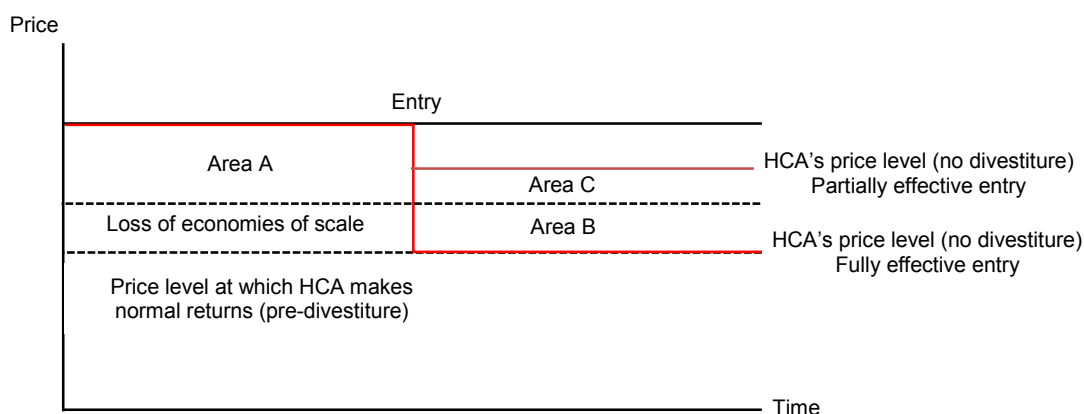 Price
Entry
Area A
HCA's price level (no divestiture)
Partially effective entry
Area C
Loss of economies of scale
Area B
HCA's price level (no divestiture)
Fully effective entry
Price level at which HCA makes
normal returns (pre-divestiture)
Time